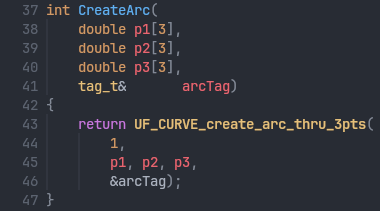 37 int CreateArc(
38     double p1[3],
39     double p2[3],
40     double p3[3],
41     tag_t&       arcTag)
42 {
43     return UF_CURVE_create_arc_thru_3pts(
44         1,
45         p1, p2, p3,
46         &arcTag);
47 }